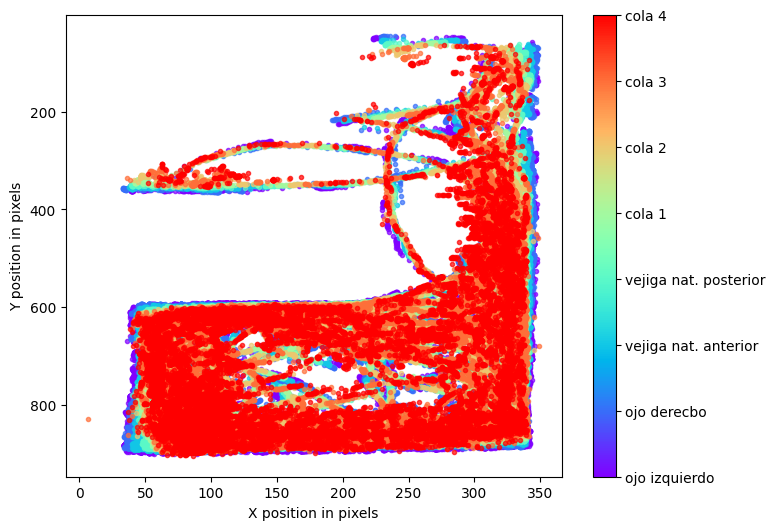 200
400
600
800
Y position in pixels
0
50
100
150
200
250
300
350
X position in pixels
cola 4
cola 3
cola 2
cola 1
vejiga nat. posterior
vejiga nat. anterior
ojo derecbo
ojo izquierdo